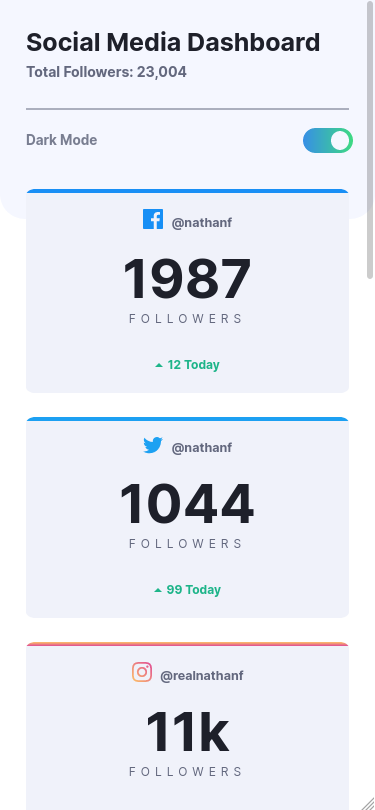 Social Media Dashboard
Total Followers: 23,004
Dark Mode
@nathanf
1987
FOLLOWERS
12 Today
@nathanf
1044
FOLLOWERS
99 Today
@realnathanf
11k
FOLLOWERS